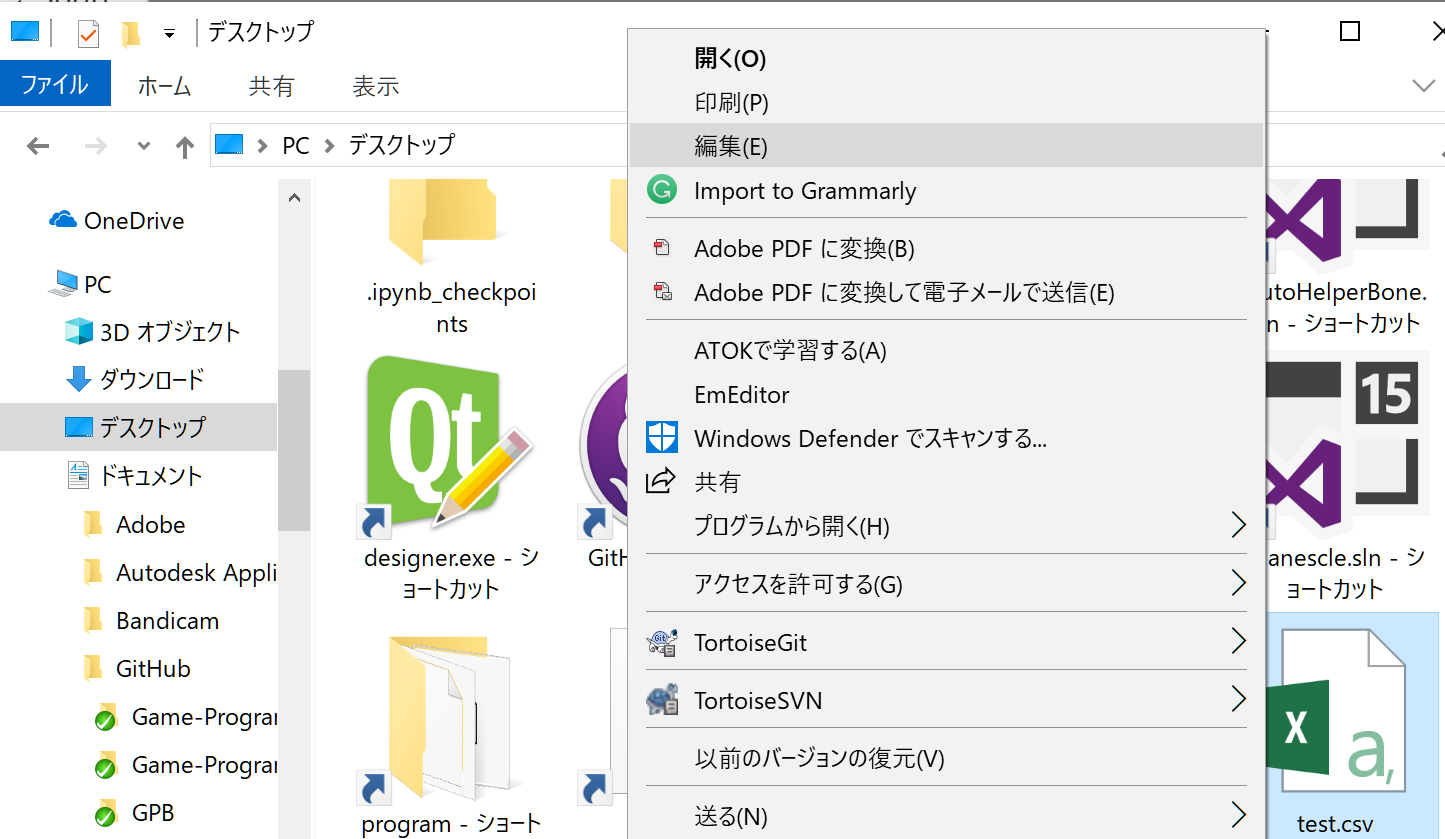 デスクトップ
ファイル
ホーム
共有
表示
PC
デスクトップ
OneDrive
PC
3D オブジェクト
ダウンロード
デスクトップ
ドキュメント
Adobe
Autodesk Appli
Bandicam
GitHub
Game-Program
Game-Program
GPB
.ipynb_checkpoi
nts
Qt
designer.exe - シ
ョートカット
GitH
program - ショート
開く(O)
印刷(P)
編集(E)
Import to Grammarly
Adobe PDF に変換(B)
Adobe PDF に変換して電子メールで送信(E)
ATOKで学習する(A)
EmEditor
Windows Defender でスキャンする...
共有
プログラムから開く(H)
アクセスを許可する(G)
TortoiseGit
TortoiseSVN
以前のバージョンの復元(V)
送る(N)
utoHelperBone.
n - ショートカット
15
anescle.sln - シ
ョートカット
X
a,
test.csv